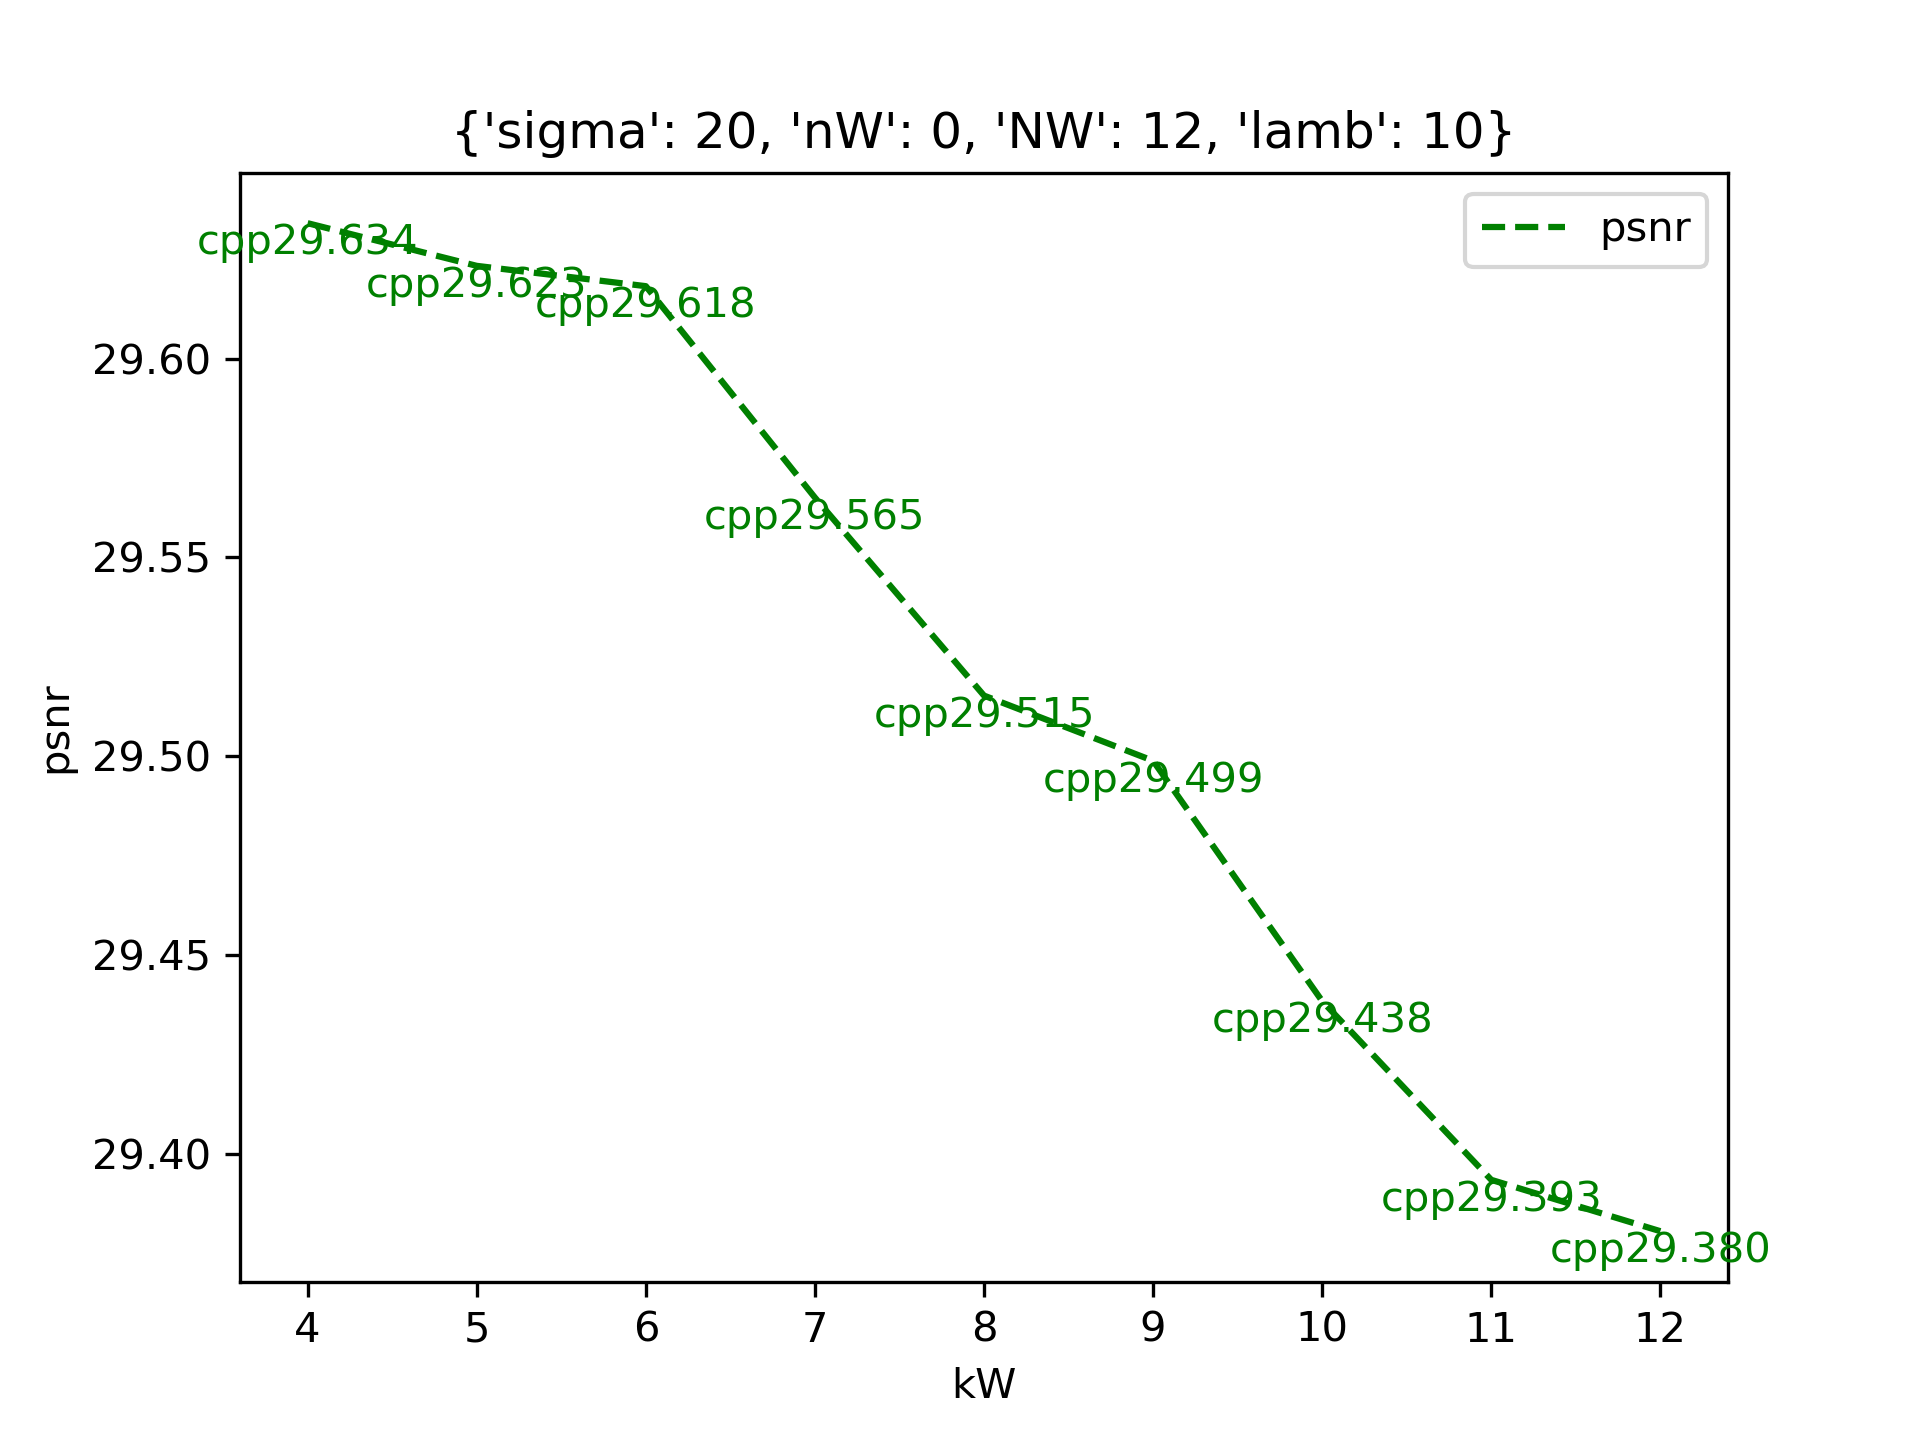 {'sigma': 20, 'nW': 0, 'NW': 12, 'lamb': 10}
psnr
cpp29.634
cpp29.623
cpp29.618
cpp29.565
cpp29.515
cpp29.499
cpp29.438
cpp29.393
cpp29.380
29.60
29.55
29.50
29.45
29.40
psnr
4 5 6 7 8 9 10 11 12
kW